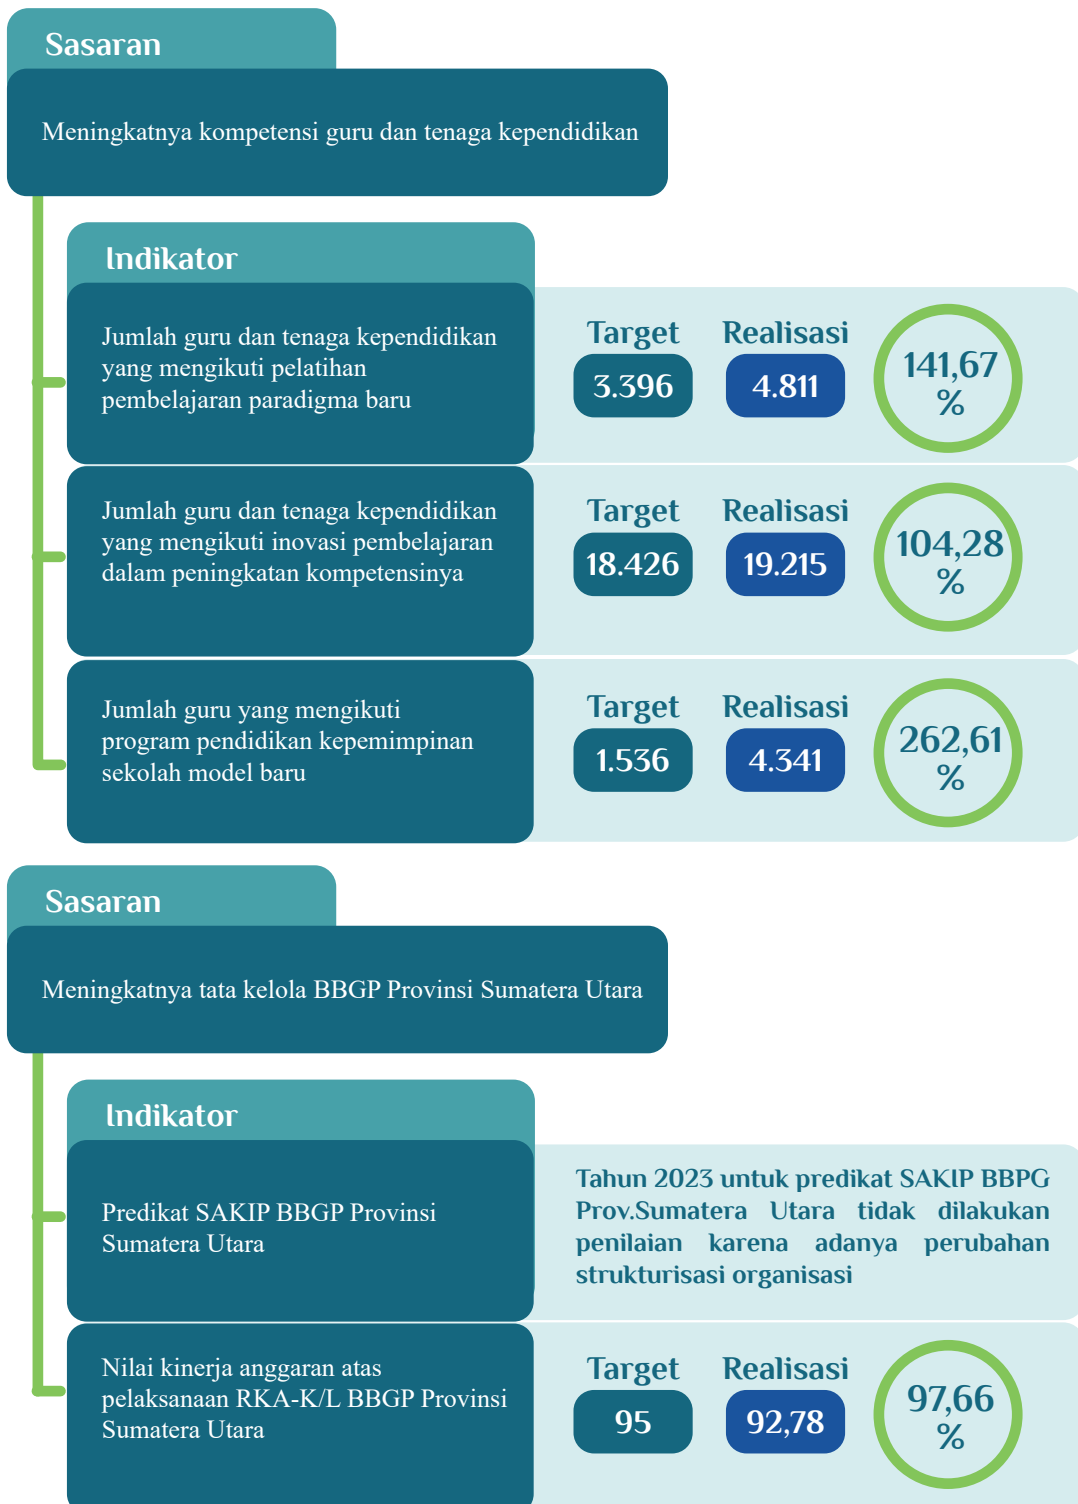 Sasaran
Meningkatnya kompetensi guru dan tenaga kependidikan
Indikator
Jumlah guru dan tenaga kependidikan
yang mengikuti pelatihan
pembelajaran paradigma baru
Target Realisasi
3.396 4.811
141,67
%
Jumlah guru dan tenaga kependidikan
yang mengikuti inovasi pembelajaran
dalam peningkatan kompetensinya
Target Realisasi
18.426 19.215
104,28
%
Jumlah guru yang mengikuti
program pendidikan kepemimpinan
sekolah model baru
Target Realisasi
1.536 4.341
262,61
%
Sasaran
Meningkatnya tata kelola BBGP Provinsi Sumatera Utara
Indikator
Predikat SAKIP BBGP Provinsi
Sumatera Utara
Tahun 2023 untuk predikat SAKIP BBPG
Prov.Sumatera Utara tidak dilakukan
penilaian karena adanya perubahan
strukturisasi organisasi
Nilai kinerja anggaran atas
pelaksanaan RKA-K/L BBGP Provinsi
Sumatera Utara
Target Realisasi
95 92,78
97,66
%